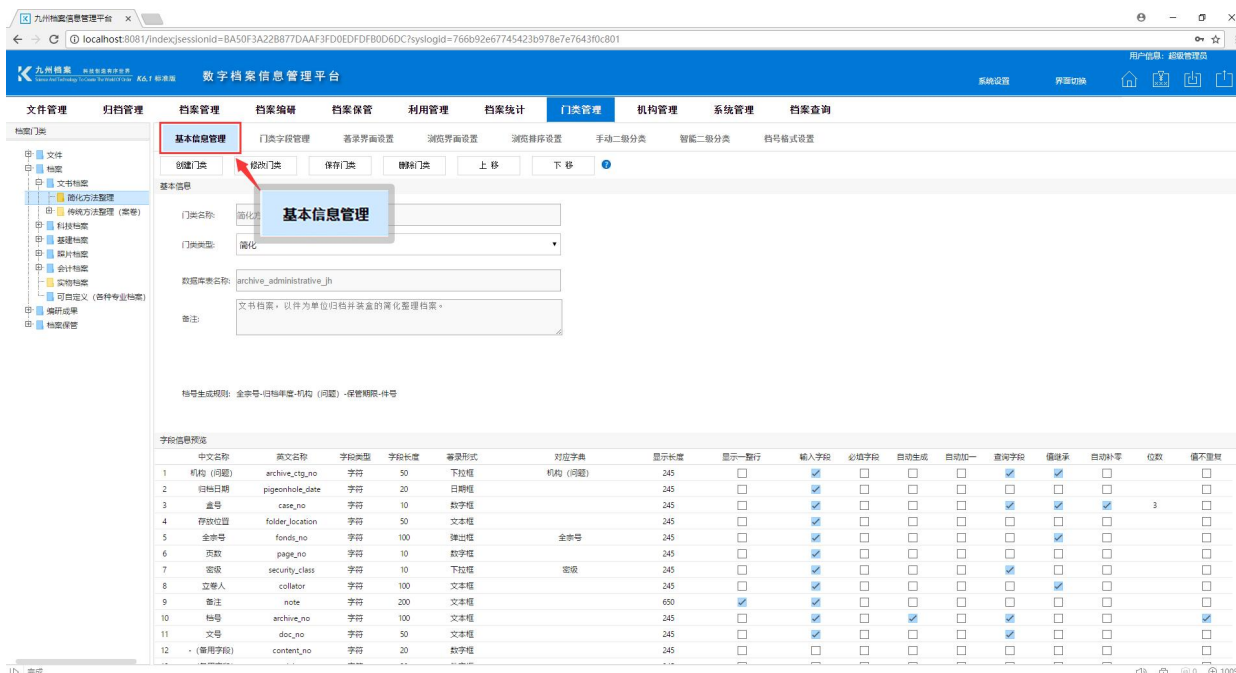 九州档案信息管理平台 ×
localhost:8081/index;jsessionid=BA50F3A22B877DAAF3FD0EDFDFB0D6DC?syslogid=766b92e67745423b978e7e7643f0c801
用户信息: 超级管理员
九州档案 K6.1 标准版 数字档案信息管理平台 系统设置 界面切换
文件管理 归档管理 档案管理 档案编研 档案保管 利用管理 档案统计 门类管理 机构管理 系统管理 档案查询
档案门类
基本信息管理 门类字段管理 著录界面设置 浏览界面设置 浏览排序设置 手动二级分类 智能二级分类 档号格式设置
文件
档案
文书档案
简化方法整理
传统方法整理（案卷）
科技档案
基建档案
照片档案
会计档案
实物档案
可自定义（各种专业档案）
编研成果
档案保管
创建门类 修改门类 保存门类 删除门类 上 移 下 移 ?
基本信息
门类名称: 简化方
基本信息管理
门类类型: 简化
数据库表名称: archive_administrative_jh
备注: 文书档案，以件为单位归档并装盒的简化整理档案。
档号生成规则: 全宗号-归档年度-机构（问题）-保管期限-件号
字段信息预览
中文名称 英文名称 字段类型 字段长度 著录形式 对应字典 显示长度 显示一整行 输入字段 必填字段 自动生成 自动加一 查询字段 值继承 自动补零 位数 值不重复
1 机构（问题） archive_ctg_no 字符 50 下拉框 机构（问题） 245
2 归档日期 pigeonhole_date 字符 20 日期框 245
3 盒号 case_no 字符 10 数字框 245 3
4 存放位置 folder_location 字符 50 文本框 245
5 全宗号 fonds_no 字符 100 弹出框 全宗号 245
6 页数 page_no 字符 10 数字框 245
7 密级 security_class 字符 10 下拉框 密级 245
8 立卷人 collator 字符 100 文本框 245
9 备注 note 字符 200 文本框 650
10 档号 archive_no 字符 100 文本框 245
11 文号 doc_no 字符 50 文本框 245
12 -（备用字段） content_no 字符 20 数字框 245
完成 100%